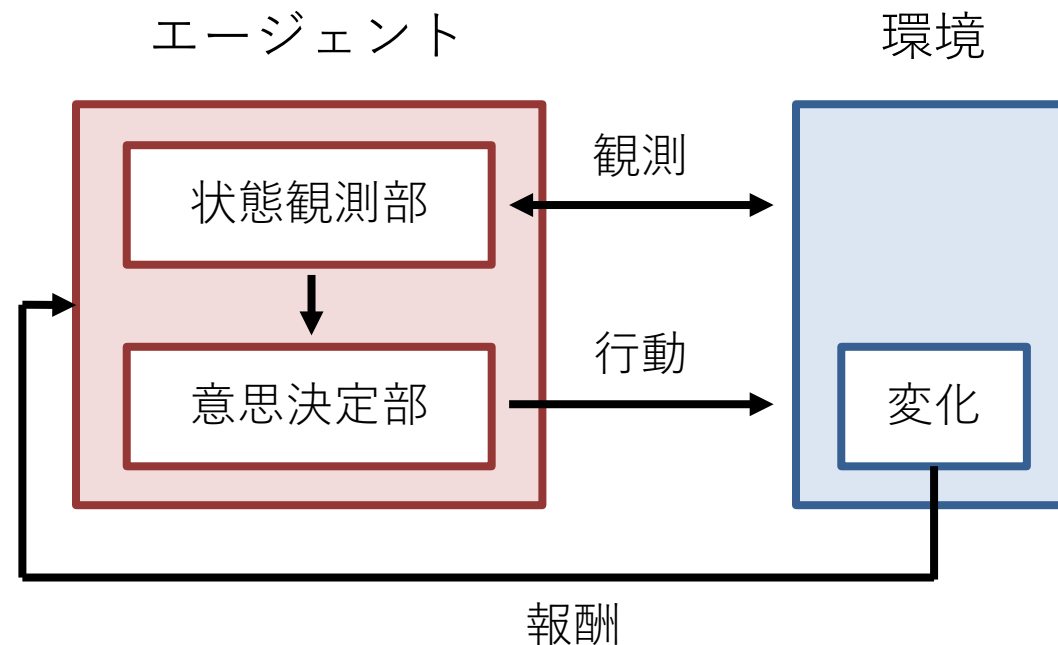 エージェント
環境
状態観測部
観測
意思決定部
行動
変化
報酬